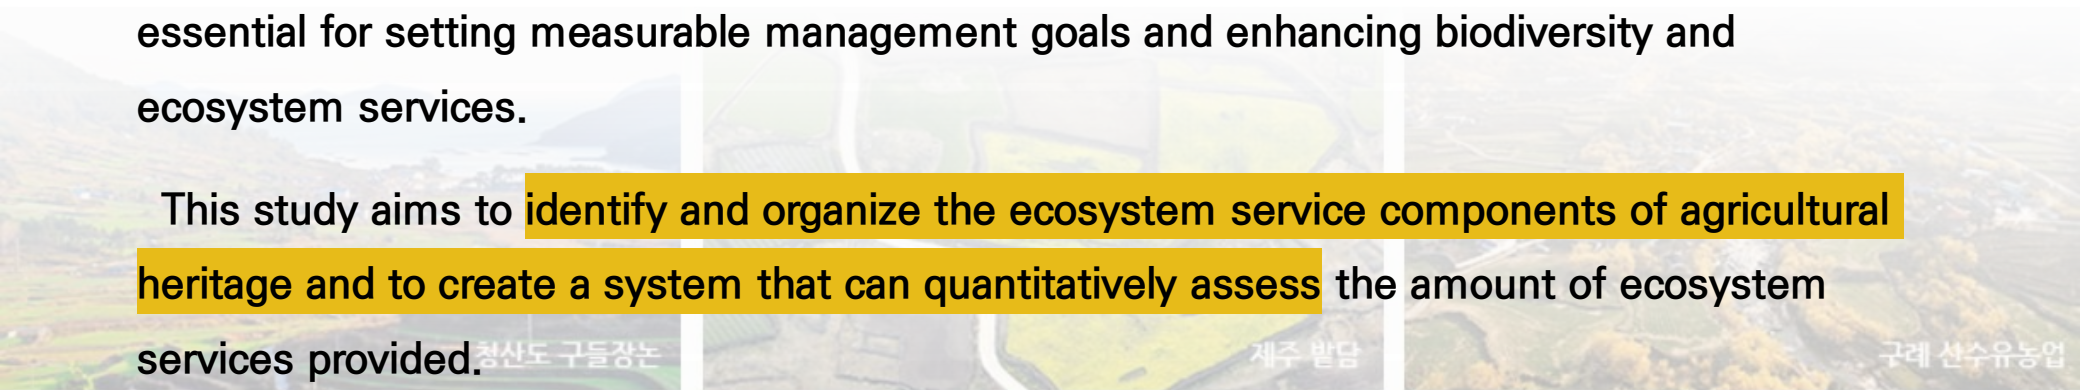 essential for setting measurable management goals and enhancing biodiversity and
ecosystem services.
This study aims to identify and organize the ecosystem service components of agricultural
heritage and to create a system that can quantitatively assess the amount of ecosystem
services provided.
청산도 구들장논
제주 밭담
구례 산수유농업